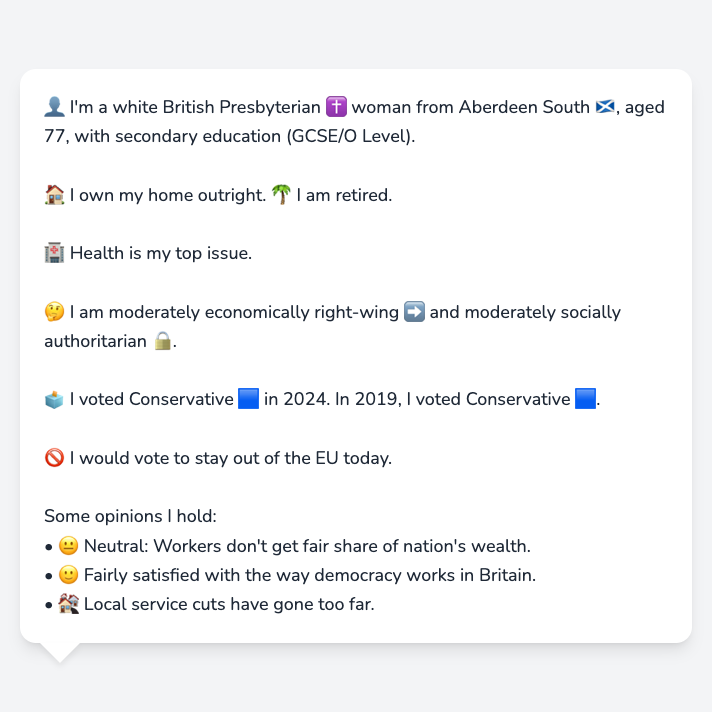 👤 I'm a white British Presbyterian ✝️ woman from Aberdeen South 🏴󠁧󠁢󠁳󠁣󠁴󠁿, aged
77, with secondary education (GCSE/O Level).
🏠 I own my home outright. 🌴 I am retired.
🏥 Health is my top issue.
🤔 I am moderately economically right-wing ➡️ and moderately socially
authoritarian 🔒.
🗳️ I voted Conservative 🟦 in 2024. In 2019, I voted Conservative 🟦.
🚫 I would vote to stay out of the EU today.
Some opinions I hold:
• 😐 Neutral: Workers don't get fair share of nation's wealth.
• 🙂 Fairly satisfied with the way democracy works in Britain.
• 🏚️ Local service cuts have gone too far.